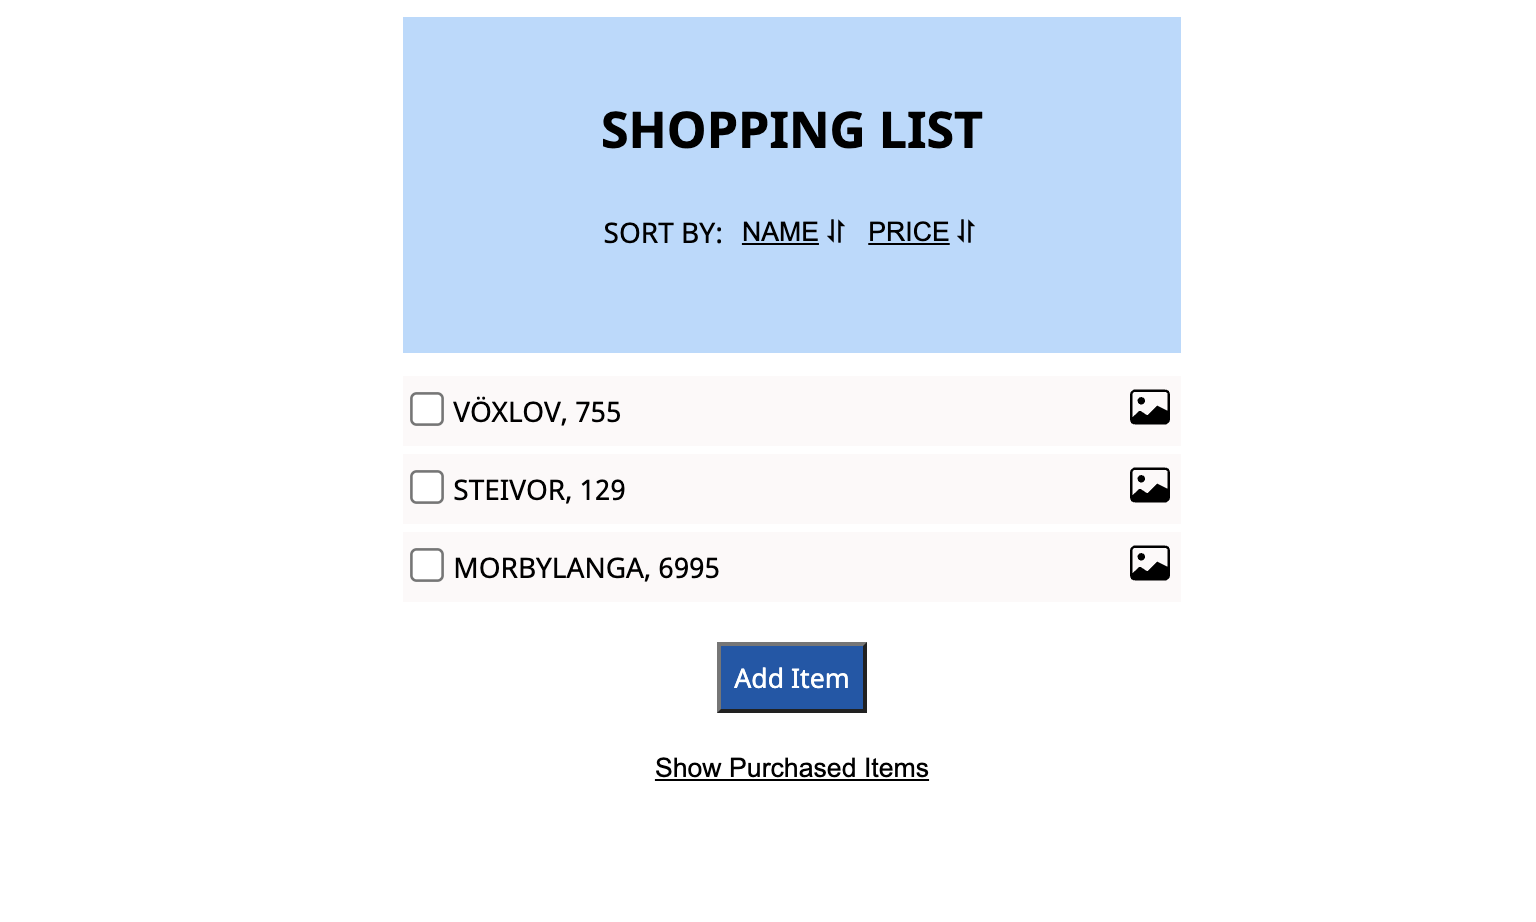 SHOPPING LIST
SORT BY: NAME PRICE
VÖXLOV, 755
STEIVOR, 129
MORBYLANGA, 6995
Add Item
Show Purchased Items